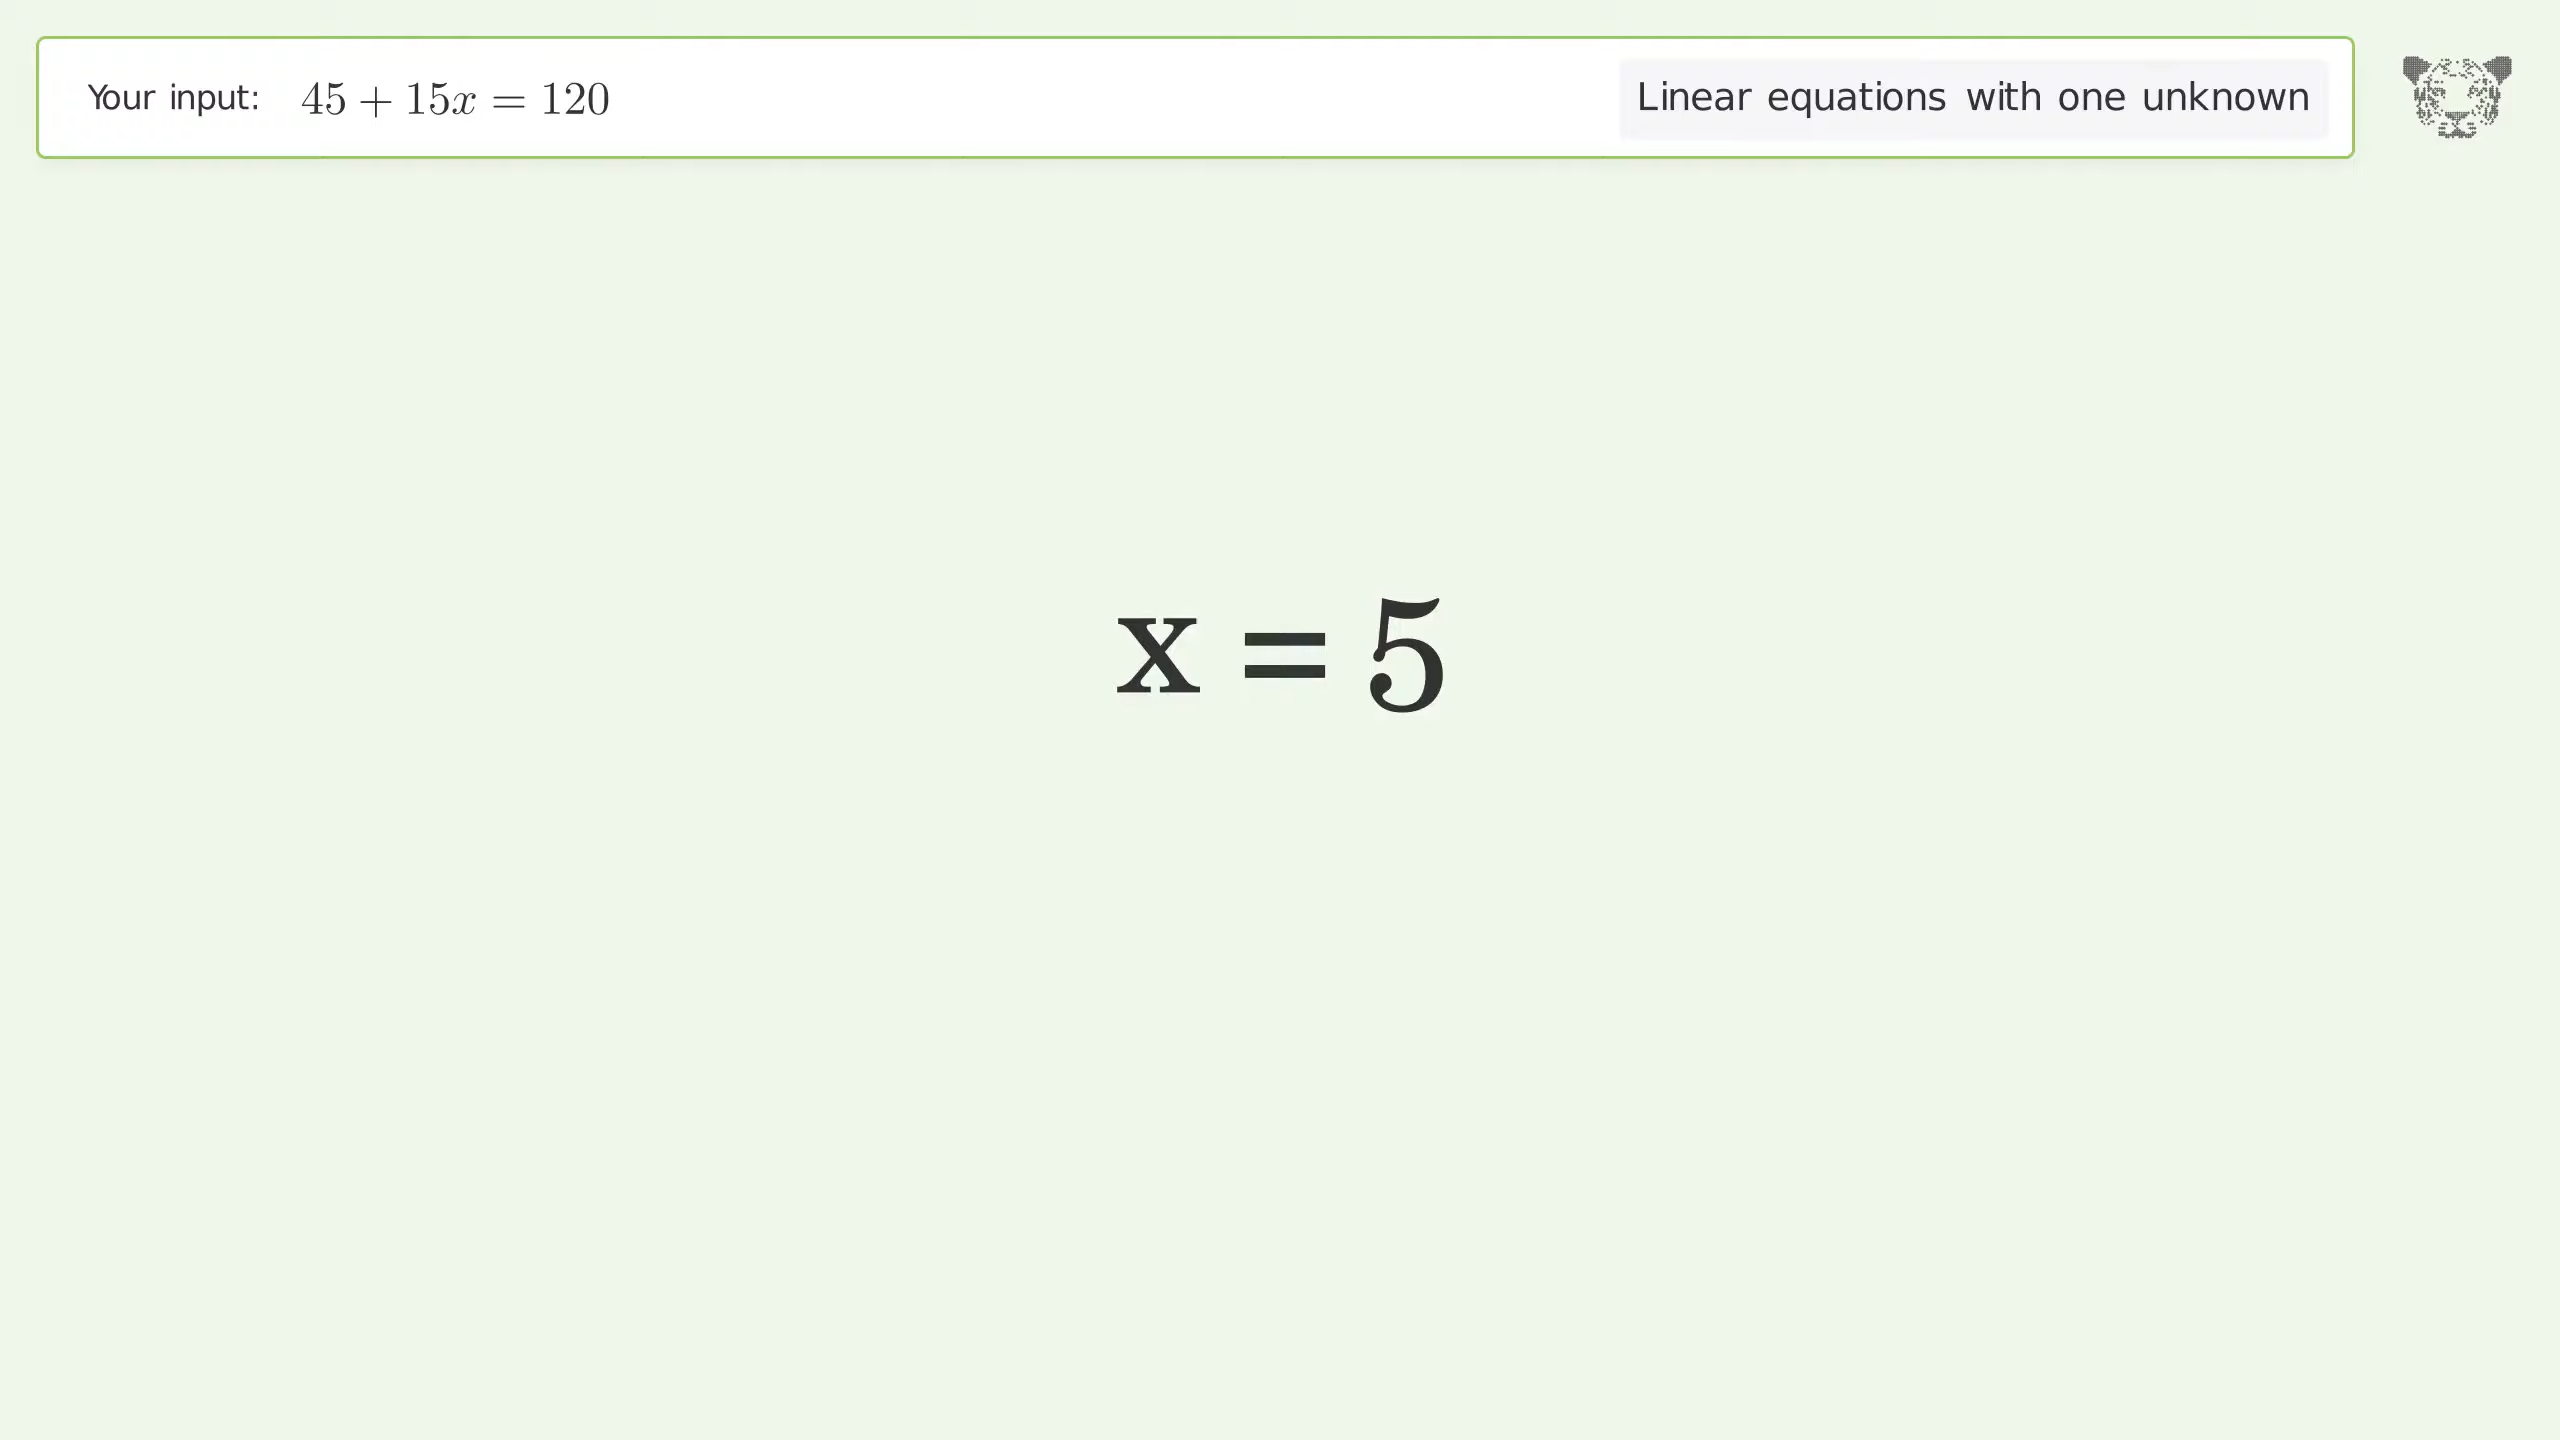 Your input: 45 + 15x = 120
Linear equations with one unknown
x = 5